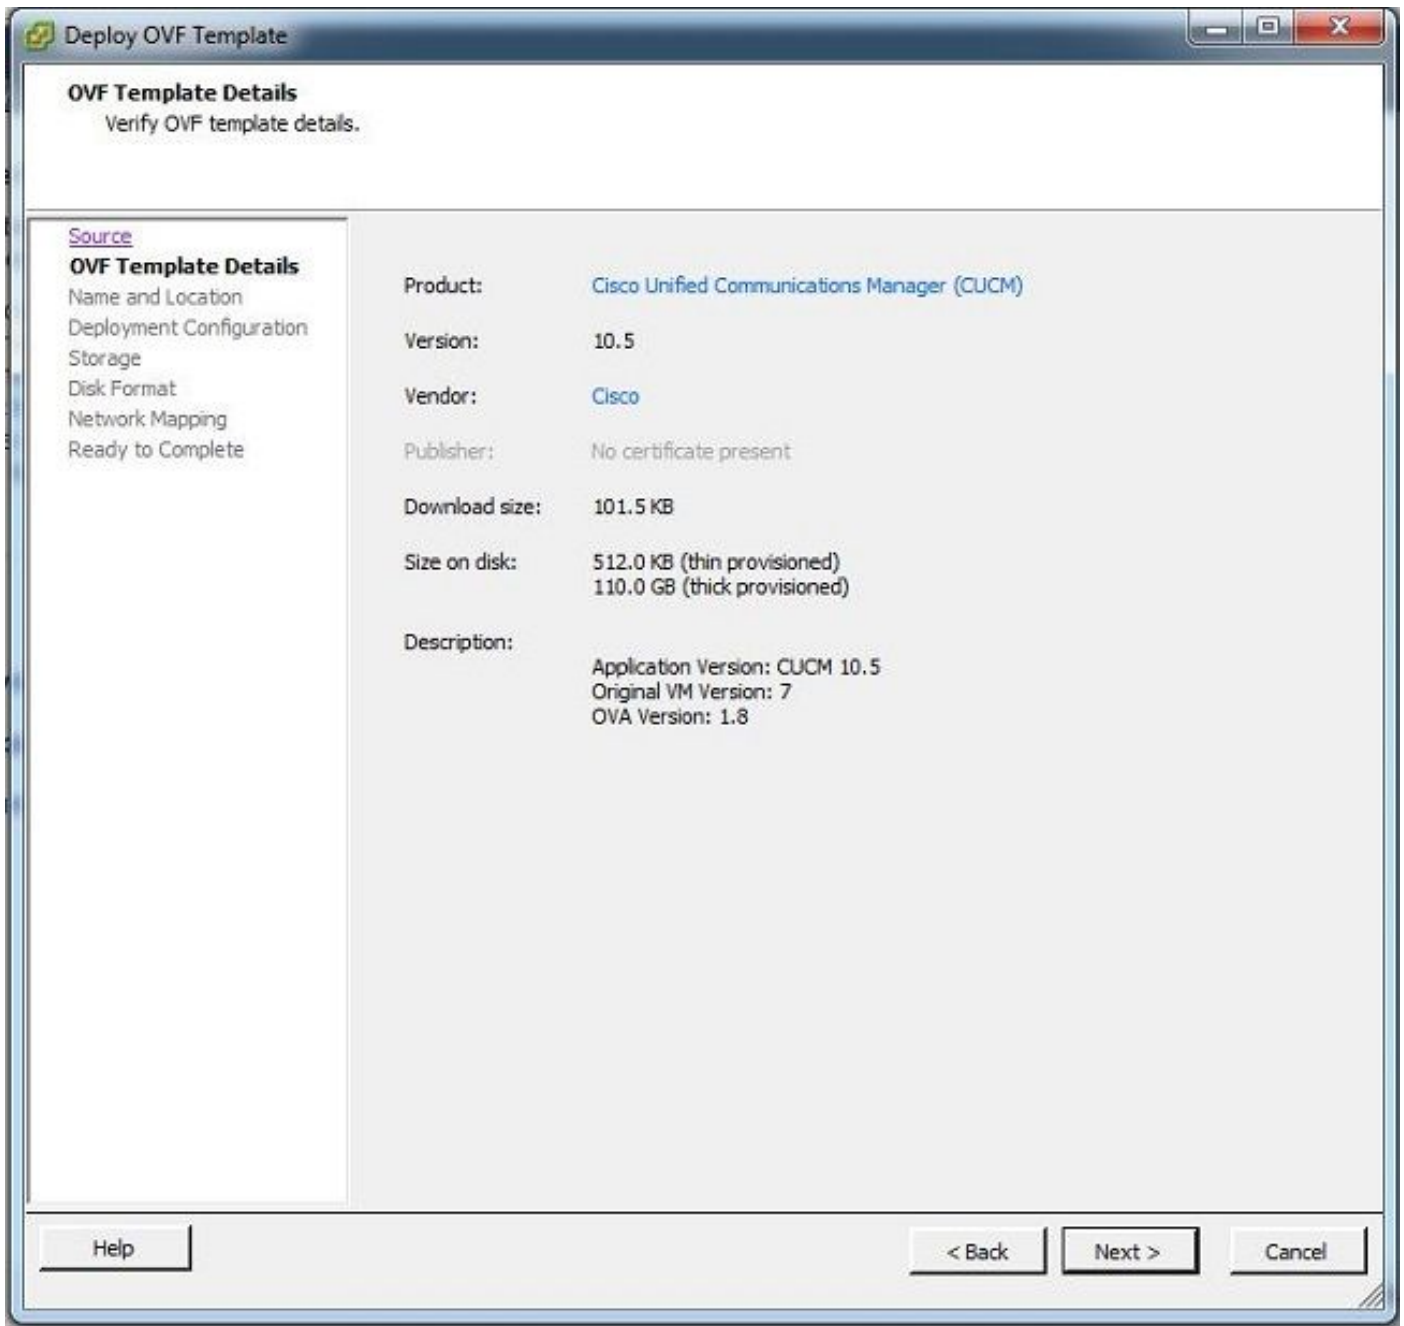 Deploy OVF Template
OVF Template Details
Verify OVF template details.
Source
OVF Template Details
Name and Location
Deployment Configuration
Storage
Disk Format
Network Mapping
Ready to Complete
Product: Cisco Unified Communications Manager (CUCM)
Version: 10.5
Vendor: Cisco
Publisher: No certificate present
Download size: 101.5 KB
Size on disk: 512.0 KB (thin provisioned)
110.0 GB (thick provisioned)
Description:
Application Version: CUCM 10.5
Original VM Version: 7
OVA Version: 1.8
Help < Back Next > Cancel